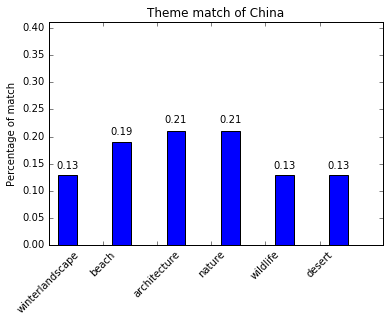 Theme match of China
Percentage of match
0.40
0.35
0.30
0.25
0.20
0.15
0.10
0.05
0.00
0.13
0.19
0.21
0.21
0.13
0.13
winterlandscape
beach
architecture
nature
wildlife
desert